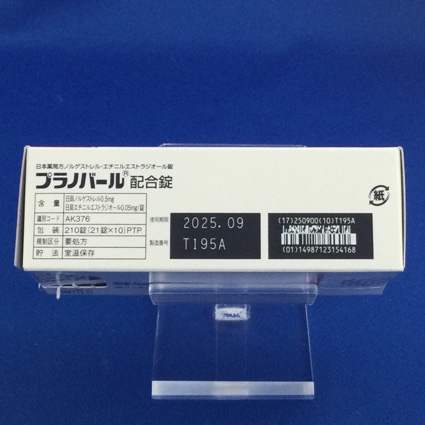 日本薬局方ノルゲストレル・エチニルエストラジオール錠
プラノバール® 配合錠
含 量 日局ノルゲストレル0.5mg
日局エチニルエストラジオール0.05mg/錠
識別コード AK376
包 装 210錠(21錠×10)PTP
規制区分 要処方
貯 法 室温保存
使用期限 2025.09
製造番号 T195A
(17)250900(10)T195A
(01)14987123154168
紙